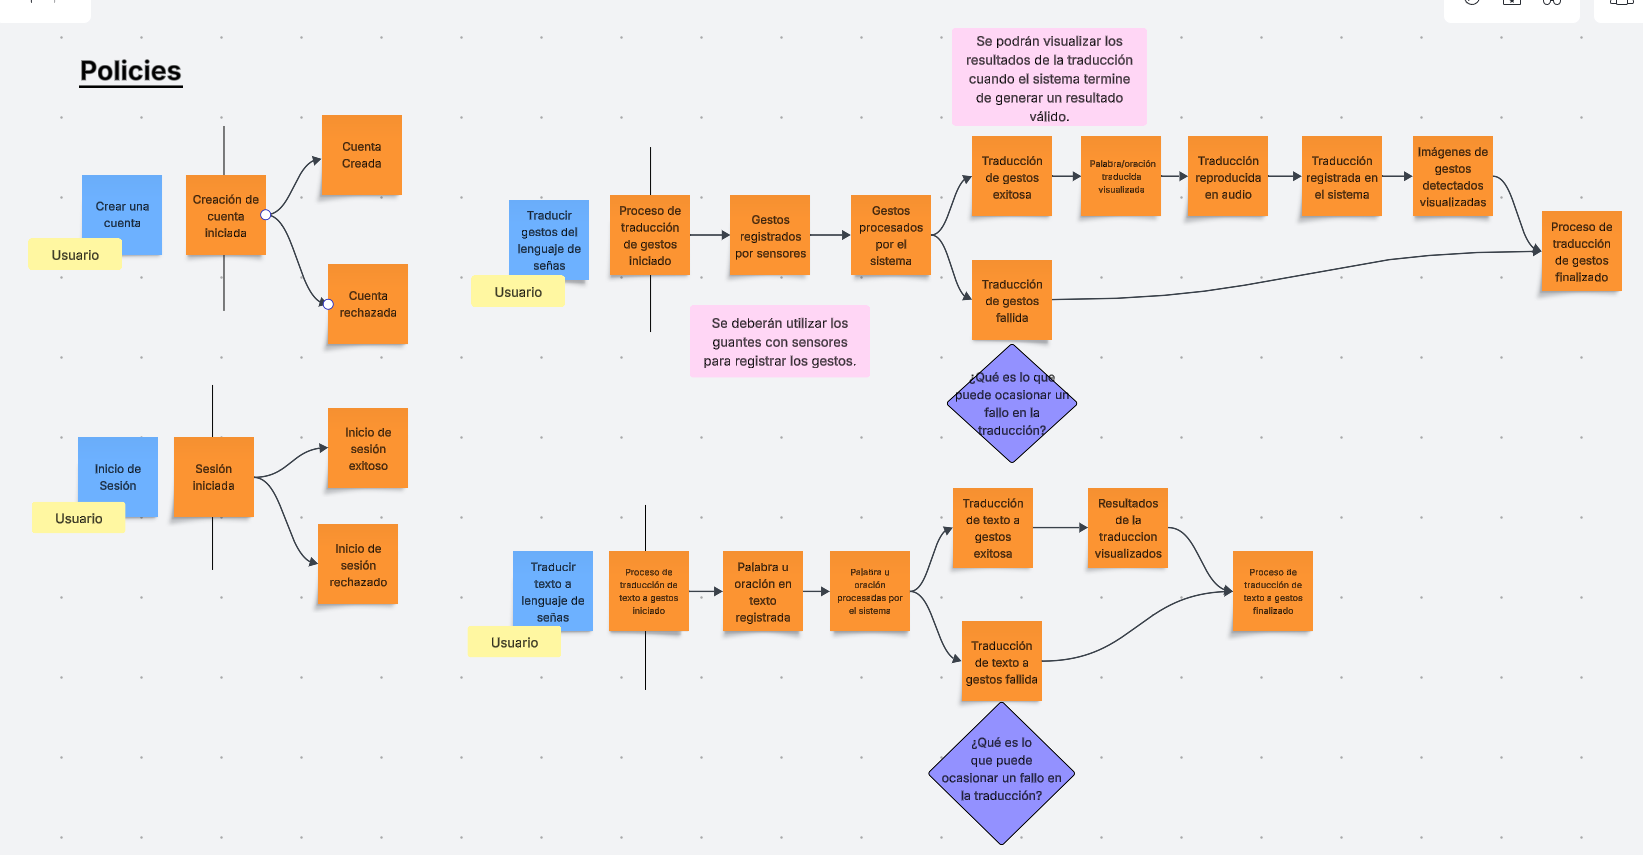 Policies
Crear una
cuenta
Usuario
Creación de
cuenta
iniciada
Cuenta
Creada
Cuenta
rechazada
Inicio de
Sesión
Usuario
Sesión
iniciada
Inicio de
sesión
exitoso
Inicio de
sesión
rechazado
Se podrán visualizar los
resultados de la traducción
cuando el sistema termine
de generar un resultado
válido.
Traducir
gestos del
lenguaje de
señas
Usuario
Proceso de
traducción
de gestos
iniciado
Gestos
registrados
por sensores
Gestos
procesados
por el
sistema
Se deberán utilizar los
guantes con sensores
para registrar los gestos.
Traducción
de gestos
exitosa
Palabra/oración
traducida
visualizada
Traducción
reproducida
en audio
Traducción
registrada en
el sistema
Imágenes de
gestos
detectados
visualizadas
Traducción
de gestos
fallida
¿Qué es lo que
puede ocasionar un
fallo en la
traducción?
Proceso de
traducción
de gestos
finalizado
Traducir
texto a
lenguaje de
señas
Usuario
Proceso de
traducción de
texto a gestos
iniciado
Palabra u
oración en
texto
registrada
Palabra u
oración
procesadas por
el sistema
Traducción
de texto a
gestos
exitosa
Resultados
de la
traduccion
visualizados
Traducción
de texto a
gestos fallida
¿Qué es lo
que puede
ocasionar un fallo en
la traducción?
Proceso de
traducción de
texto a gestos
finalizado